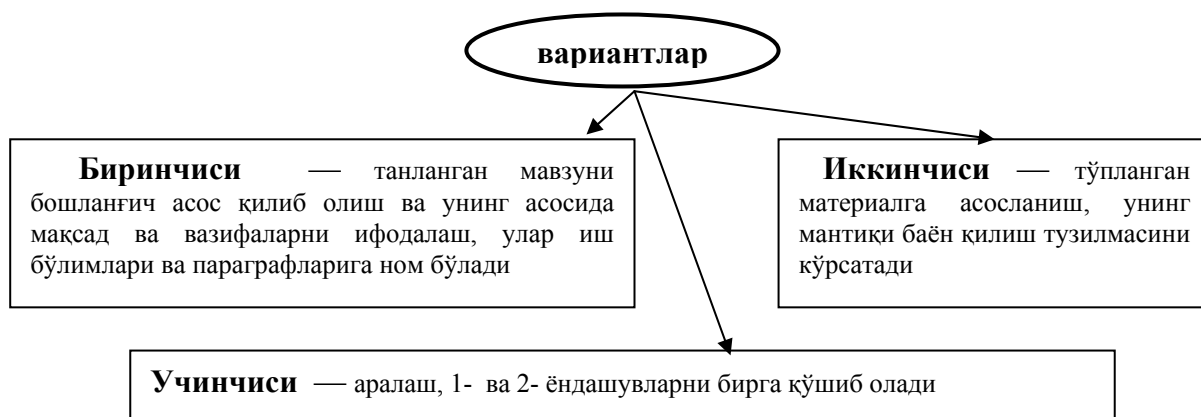 вариантлар
Биринчиси — танланган мавзуни
бошланғич асос қилиб олиш ва унинг асосида
мақсад ва вазифаларни ифодалаш, улар иш
бўлимлари ва параграфларига ном бўлади
Иккинчиси — тўпланган
материалга асосланиш, унинг
мантиқи баён қилиш тузилмасини
кўрсатади
Учинчиси — аралаш, 1- ва 2- ёндашувларни бирга қўшиб олади